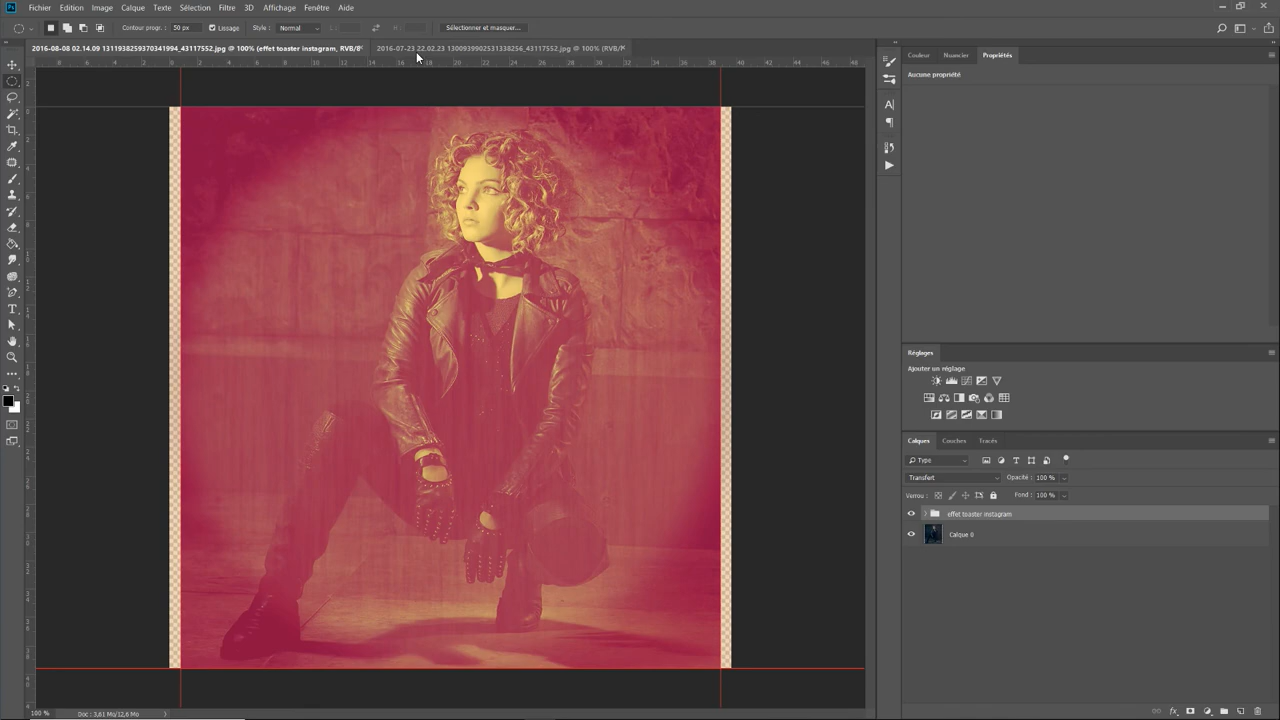 Ps Fichier Edition Image Calque Texte Sélection Filtre 3D Affichage Fenêtre Aide
Contour progr. : 50 px Lissage Style : Normal Sélectionner et masquer...
2016-08-08 02.14.09 1311938259370341994_43117552.jpg @ 100% (effet toaster instagram, RVB/8 2016-07-23 22.02.23 1300939902531338256_43117552.jpg @ 100% (RVB/
Couleur Nuancier Propriétés
Aucune propriété
Réglages
Ajouter un réglage
Calques Couches Tracés
Type
Transfert Opacité : 100 %
Verrou : Fond : 100 %
effet toaster instagram
Calque 0
100 % Doc : 3,61 Mo/12,6 Mo